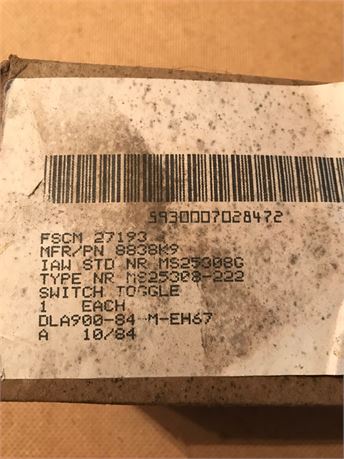 5930007028472
FSCM 27193
MFR/PN 8838K9
IAW STD NR MS25308G
TYPE NR MS25308-222
SWITCH TOGGLE
1 EACH
DLA900-84-M-EH67
A 10/84